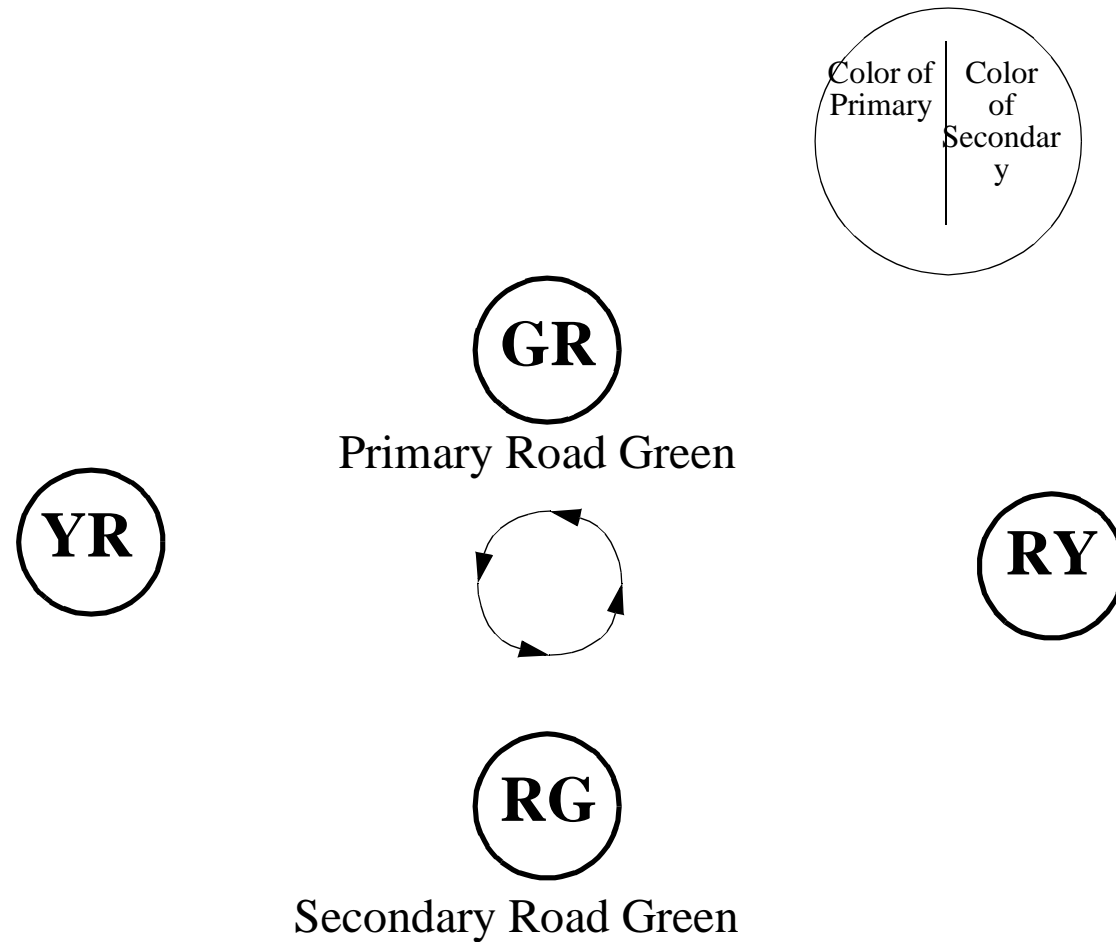 Color of
Primary
Color
of
Secondar
y
GR
Primary Road Green
YR
RY
RG
Secondary Road Green